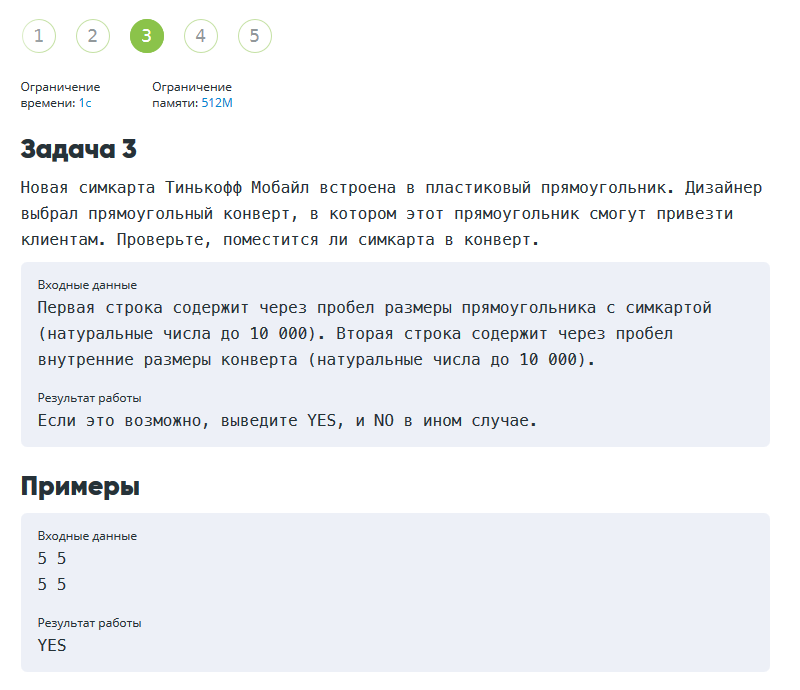 1 2 3 4 5
Ограничение времени: 1с
Ограничение памяти: 512M
Задача 3
Новая симкарта Тинькофф Мобайл встроена в пластиковый прямоугольник. Дизайнер
выбрал прямоугольный конверт, в котором этот прямоугольник смогут привезти
клиентам. Проверьте, поместится ли симкарта в конверт.
Входные данные
Первая строка содержит через пробел размеры прямоугольника с симкартой
(натуральные числа до 10 000). Вторая строка содержит через пробел
внутренние размеры конверта (натуральные числа до 10 000).
Результат работы
Если это возможно, выведите YES, и NO в ином случае.
Примеры
Входные данные
5 5
5 5
Результат работы
YES